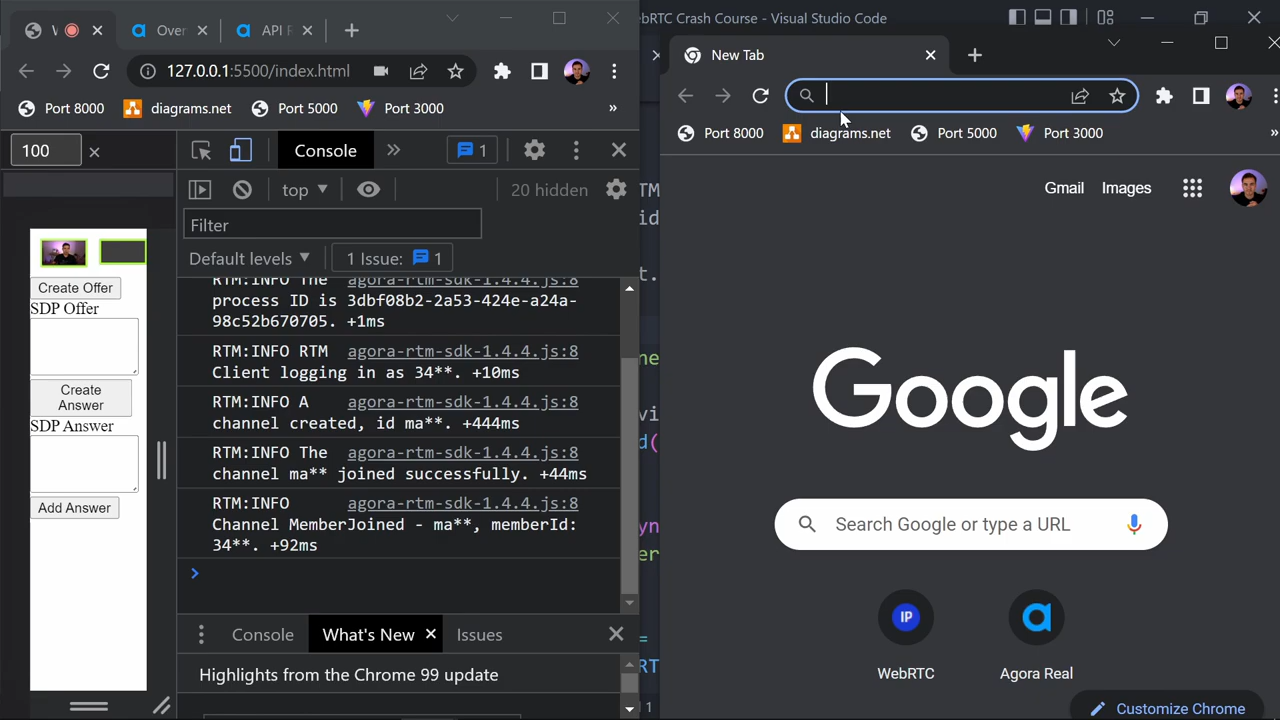 Over
API R
127.0.0.1:5500/index.html
Port 8000
diagrams.net
Port 5000
Port 3000
»
100
Console
»
1
top
20 hidden
Filter
Default levels
1 Issue:
1
RTM:INFO The agora-rtm-sdk-1.4.4.js:8
process ID is 3dbf08b2-2a53-424e-a24a-
98c52b670705. +1ms
RTM:INFO RTM agora-rtm-sdk-1.4.4.js:8
Client logging in as 34**. +10ms
RTM:INFO A agora-rtm-sdk-1.4.4.js:8
channel created, id ma**. +444ms
RTM:INFO The agora-rtm-sdk-1.4.4.js:8
channel ma** joined successfully. +44ms
RTM:INFO agora-rtm-sdk-1.4.4.js:8
Channel MemberJoined - ma**, memberId:
34**. +92ms
Create Offer
SDP Offer
Create
Answer
SDP Answer
Add Answer
Console
What's New
Issues
Highlights from the Chrome 99 update
bRTC Crash Course - Visual Studio Code
New Tab
Port 8000
diagrams.net
Port 5000
Port 3000
»
Gmail
Images
Google
Search Google or type a URL
IP
WebRTC
Agora Real
Customize Chrome